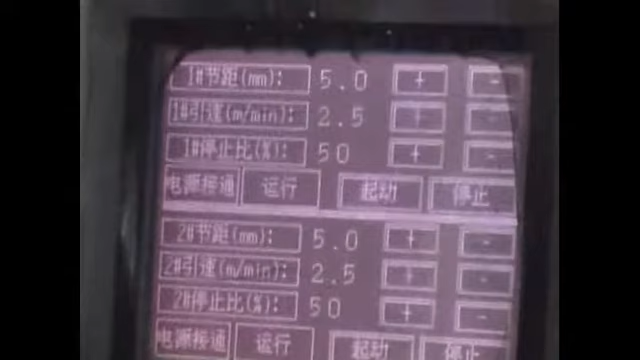 1#节距(mm): 5.0 + -
1#引速(m/min): 2.5 + -
1#停止比(%): 50 + -
电源接通 运行 起动 停止
2#节距(mm): 5.0 + -
2#引速(m/min): 2.5 + -
2#停止比(%): 50 + -
电源接通 运行 起动 停止